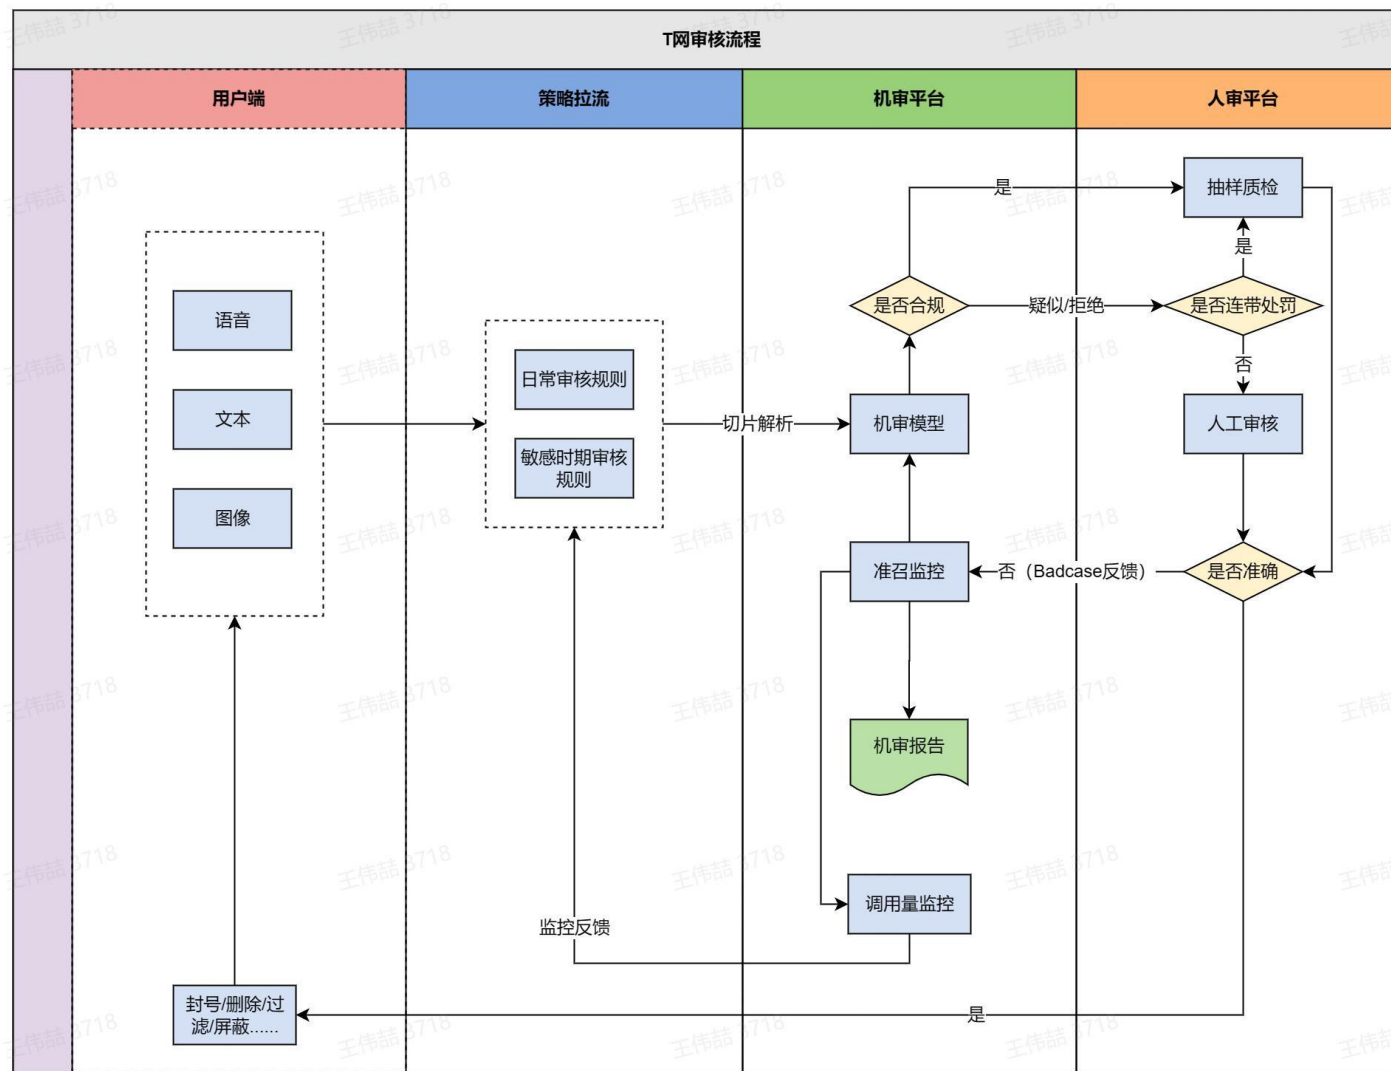 T网审核流程
用户端
策略拉流
机审平台
人审平台
语音
文本
图像
日常审核规则
敏感时期审核
规则
切片解析
是
抽样质检
是
是否合规
疑似/拒绝
是否连带处罚
否
机审模型
人工审核
准召监控
否（Badcase反馈）
是否准确
机审报告
调用量监控
监控反馈
封号/删除/过
滤/屏蔽......
是
王伟喆 3718